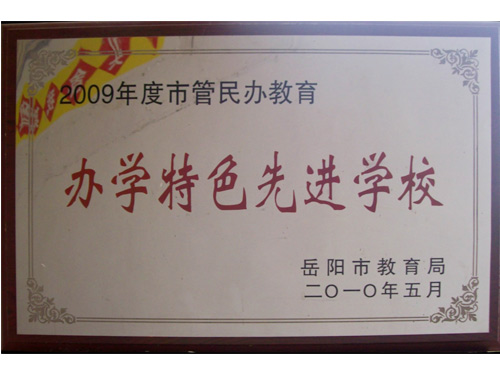 2009年度市管民办教育
办学特色先进学校
岳阳市教育局
二〇一〇年五月